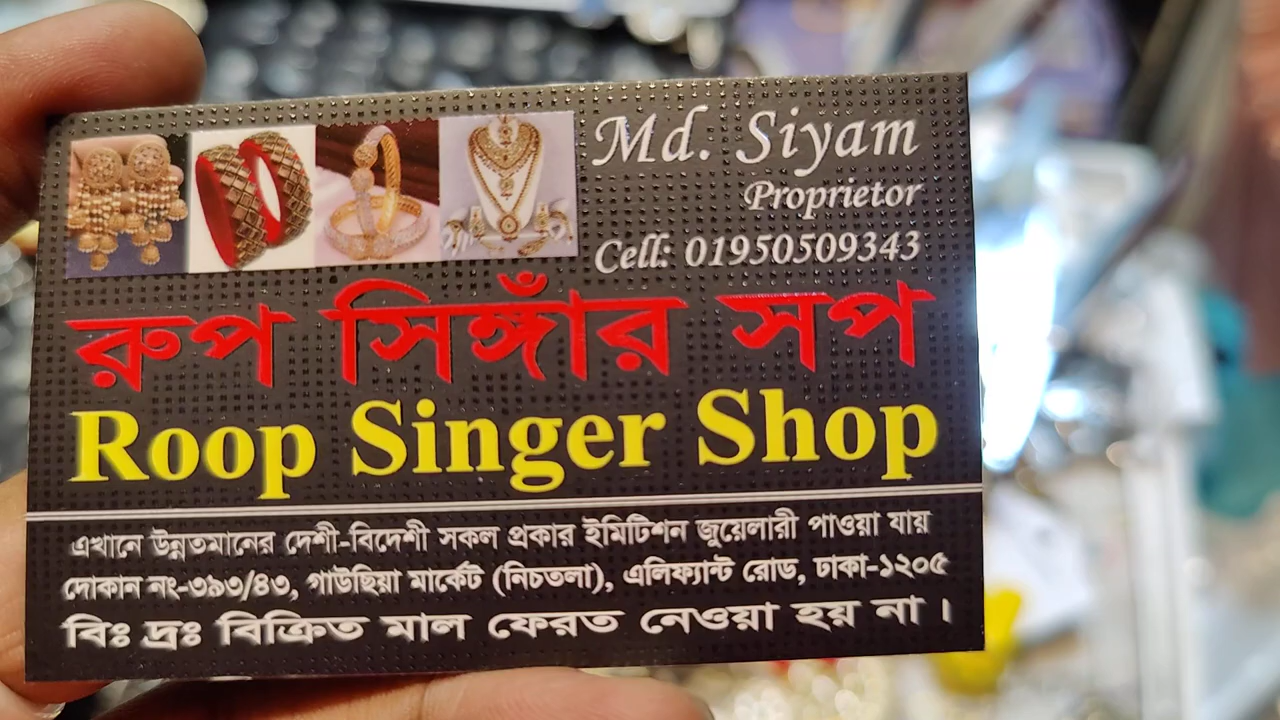 Md. Siyam
Proprietor
Cell: 01950509343
রুপ সিঙ্গাঁর সপ
Roop Singer Shop
এখানে উন্নতমানের দেশী-বিদেশী সকল প্রকার ইমিটিশন জুয়েলারী পাওয়া যায়
দোকান নং-৩৯৩/৪৩, গাউছিয়া মার্কেট (নিচতলা), এলিফ্যান্ট রোড, ঢাকা-১২০৫
বিঃ দ্রঃ বিক্রিত মাল ফেরত নেওয়া হয় না ।